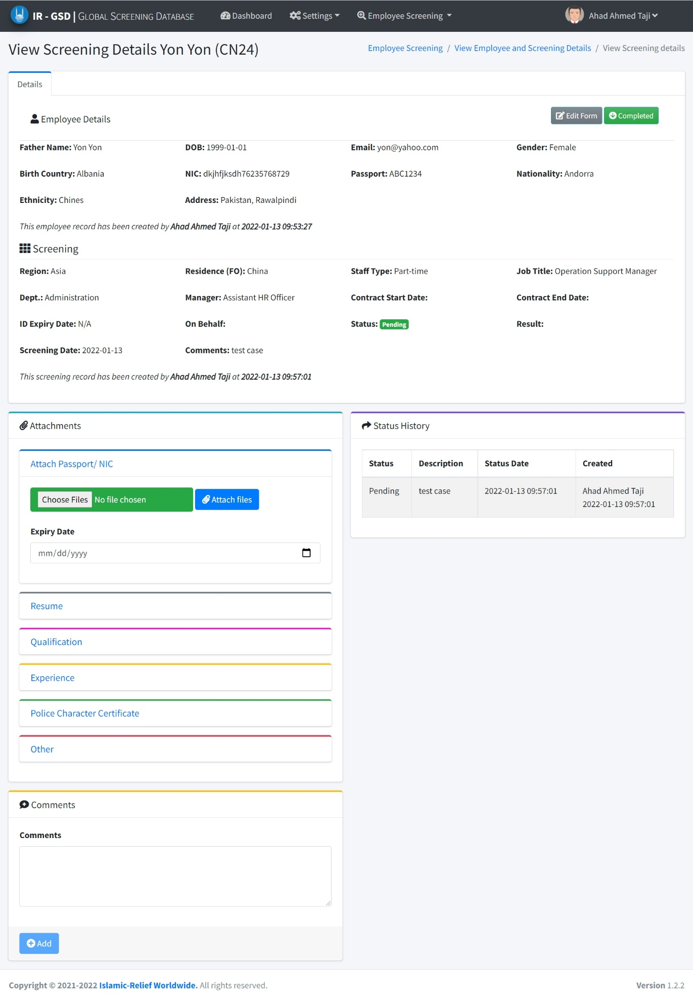 IR - GSD | GLOBAL SCREENING DATABASE Dashboard Settings Employee Screening Ahad Ahmed Taji
View Screening Details Yon Yon (CN24) Employee Screening / View Employee and Screening Details / View Screening details
Details
Employee Details Edit Form Completed
Father Name: Yon Yon DOB: 1999-01-01 Email: yon@yahoo.com Gender: Female
Birth Country: Albania NIC: dkjhfjksdh76235768729 Passport: ABC1234 Nationality: Andorra
Ethnicity: Chines Address: Pakistan, Rawalpindi
This employee record has been created by Ahad Ahmed Taji at 2022-01-13 09:53:27
Screening
Region: Asia Residence (FO): China Staff Type: Part-time Job Title: Operation Support Manager
Dept.: Administration Manager: Assistant HR Officer Contract Start Date: Contract End Date:
ID Expiry Date: N/A On Behalf: Status: Pending Result:
Screening Date: 2022-01-13 Comments: test case
This screening record has been created by Ahad Ahmed Taji at 2022-01-13 09:57:01
Attachments
Attach Passport/ NIC
Choose Files No file chosen Attach files
Expiry Date
mm/dd/yyyy
Resume
Qualification
Experience
Police Character Certificate
Other
Status History
Status Description Status Date Created
Pending test case 2022-01-13 09:57:01 Ahad Ahmed Taji
2022-01-13 09:57:01
Comments
Comments
Add
Copyright © 2021-2022 Islamic-Relief Worldwide. All rights reserved. Version 1.2.2